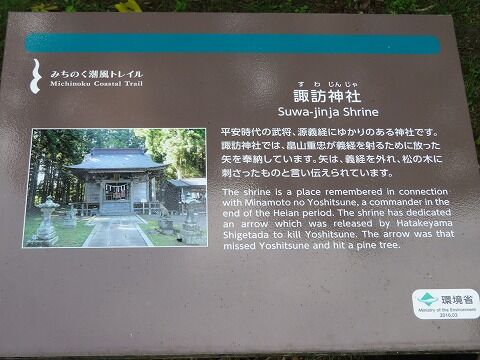 みちのく潮風トレイル
Michinoku Coastal Trail
すわじんじゃ
諏訪神社
Suwa-jinja Shrine
平安時代の武将、源義経にゆかりのある神社です。
諏訪神社では、畠山重忠が義経を射るために放った
矢を奉納しています。矢は、義経を外れ、松の木に
刺さったものと言い伝えられています。
The shrine is a place remembered in connection
with Minamoto no Yoshitsune, a commander in the
end of the Heian period. The shrine has dedicated
an arrow which was released by Hatakeyama
Shigetada to kill Yoshitsune. The arrow was that
missed Yoshitsune and hit a pine tree.
環境省
Ministry of the Environment
2016.03